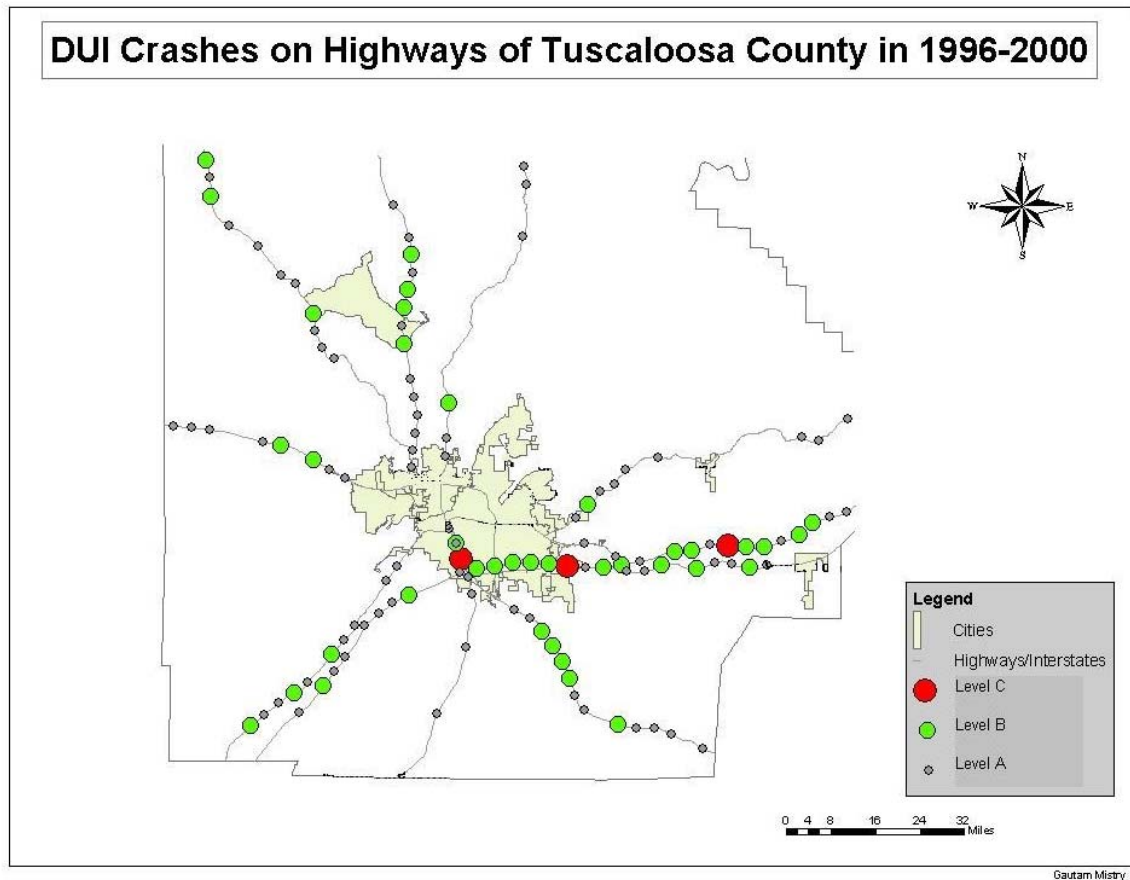 DUI Crashes on Highways of Tuscaloosa County in 1996-2000
N
W E
S
Legend
Cities
Highways/Interstates
Level C
Level B
Level A
0 4 8 16 24 32
Miles
Gautam Mistry